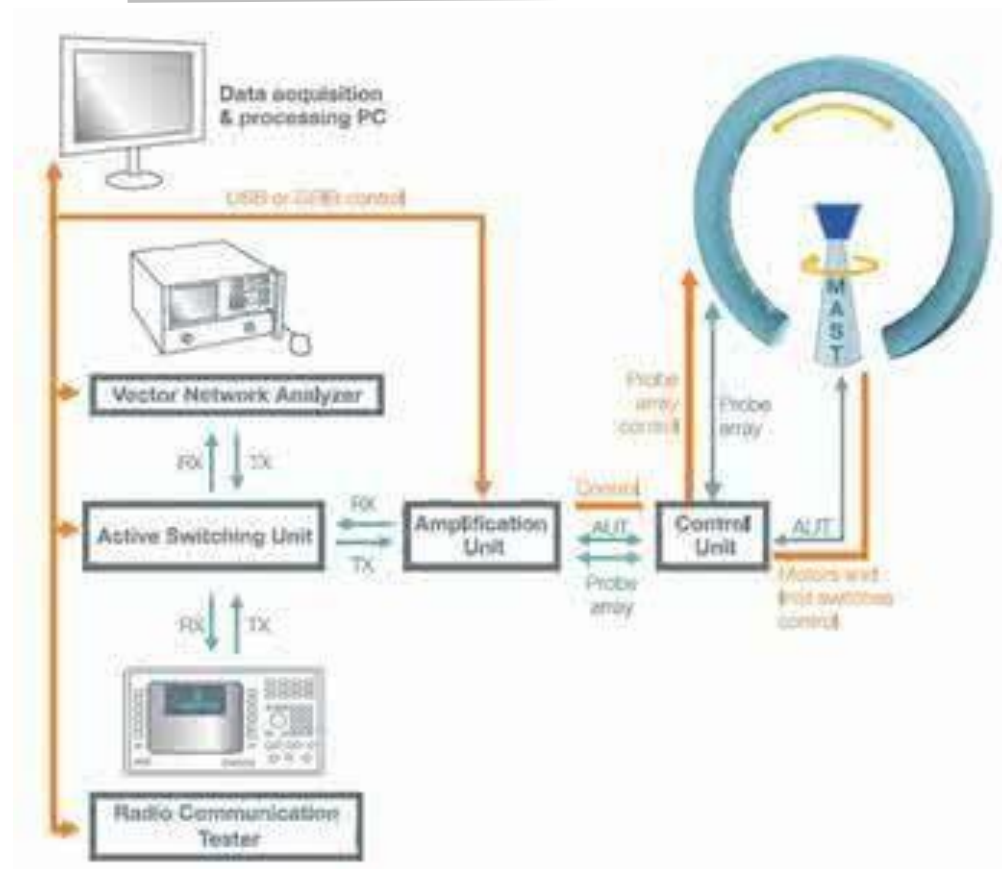 Data acquisition
& processing PC
USB or GPIB control
Vector Network Analyzer
RX
TX
Active Switching Unit
RX
TX
Amplification
Unit
Control
AUT
Probe
array
Control
Unit
Probe
array
control
Probe
array
MAST
AUT
Motors and
switches
control
RX
TX
Radio Communication
Tester